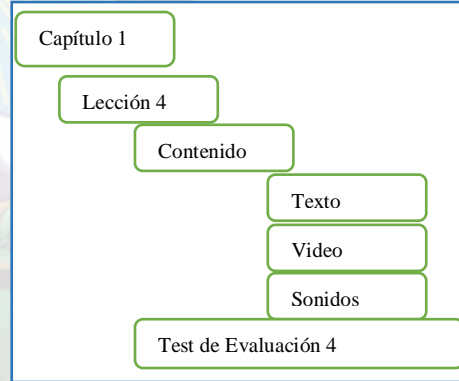 Capítulo 1
Lección 4
Contenido
Texto
Video
Sonidos
Test de Evaluación 4